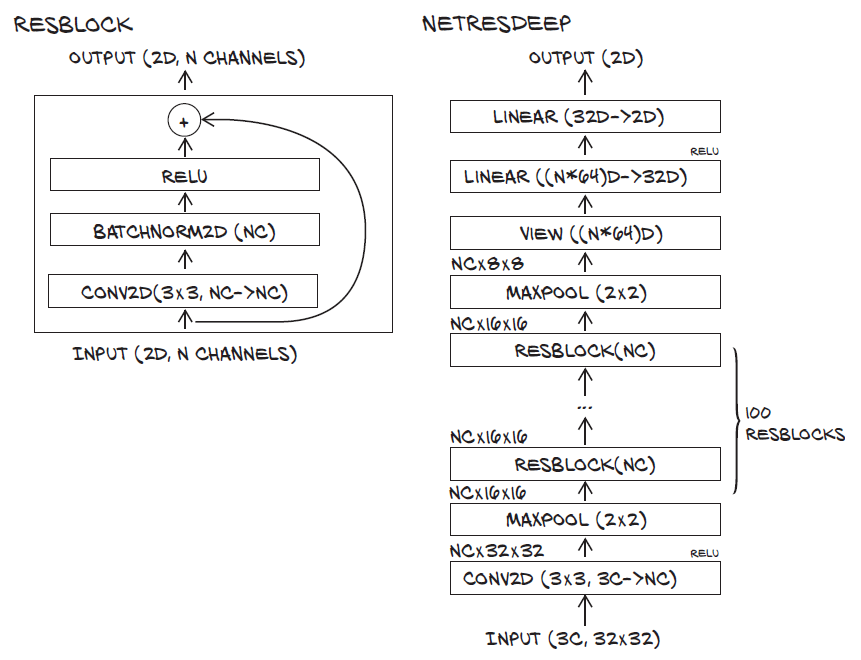 RESBLOCK
OUTPUT (2D, N CHANNELS)
+
RELU
BATCHNORM2D (NC)
CONV2D(3x3, NC->NC)
INPUT (2D, N CHANNELS)
NETRESDEEP
OUTPUT (2D)
LINEAR (32D->2D)
RELU
LINEAR ((N*64)D->32D)
VIEW ((N*64)D)
NCx8x8
MAXPOOL (2x2)
NCx16x16
RESBLOCK(NC)
...
NCx16x16
RESBLOCK(NC)
100
RESBLOCKS
NCx16x16
MAXPOOL (2x2)
NCx32x32
RELU
CONV2D (3x3, 3C->NC)
INPUT (3C, 32x32)